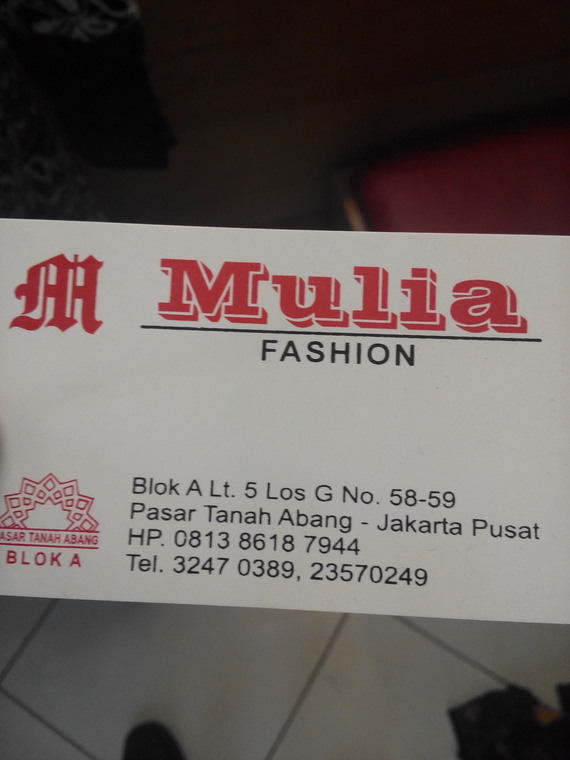 M Mulia
FASHION
Blok A Lt. 5 Los G No. 58-59
Pasar Tanah Abang - Jakarta Pusat
HP. 0813 8618 7944
Tel. 3247 0389, 23570249
ASAR TANAH ABANG
BLOK A